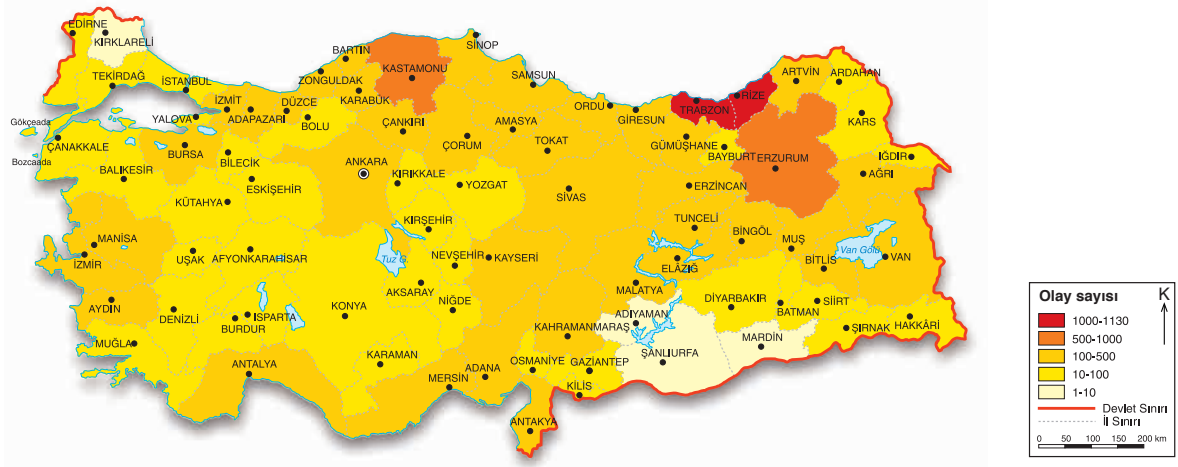 EDİRNE
KIRKLARELİ
TEKİRDAĞ
İSTANBUL
YALOVA
İZMİT
ADAPAZARI
DÜZCE
BOLU
ZONGULDAK
BARTIN
KARABÜK
KASTAMONU
SİNOP
SAMSUN
ORDU
GİRESUN
TRABZON
RİZE
ARTVİN
ARDAHAN
KARS
Gökçeada
Bozcaada
ÇANAKKALE
BALIKESİR
BURSA
BİLECİK
ESKİŞEHİR
KÜTAHYA
ANKARA
ÇANKIRI
ÇORUM
AMASYA
TOKAT
KIRIKKALE
YOZGAT
SİVAS
GÜMÜŞHANE
BAYBURT
ERZURUM
ERZİNCAN
IĞDIR
AĞRI
MANİSA
İZMİR
UŞAK
AFYONKARAHİSAR
Tuz G.
KIRŞEHİR
NEVŞEHİR
KAYSERİ
AKSARAY
NİĞDE
TUNCELİ
BİNGÖL
MUŞ
BİTLİS
Van Gölü
VAN
ELAZIĞ
MALATYA
AYDIN
DENİZLİ
BURDUR
ISPARTA
KONYA
MUĞLA
ANTALYA
KARAMAN
MERSİN
ADANA
OSMANİYE
KAHRAMANMARAŞ
GAZİANTEP
KİLİS
ANTAKYA
ADIYAMAN
ŞANLIURFA
DİYARBAKIR
BATMAN
SİİRT
MARDİN
ŞIRNAK
HAKKÂRİ
Olay sayısı
K
1000-1130
500-1000
100-500
10-100
1-10
Devlet Sınırı
İl Sınırı
0 50 100 150 200 km